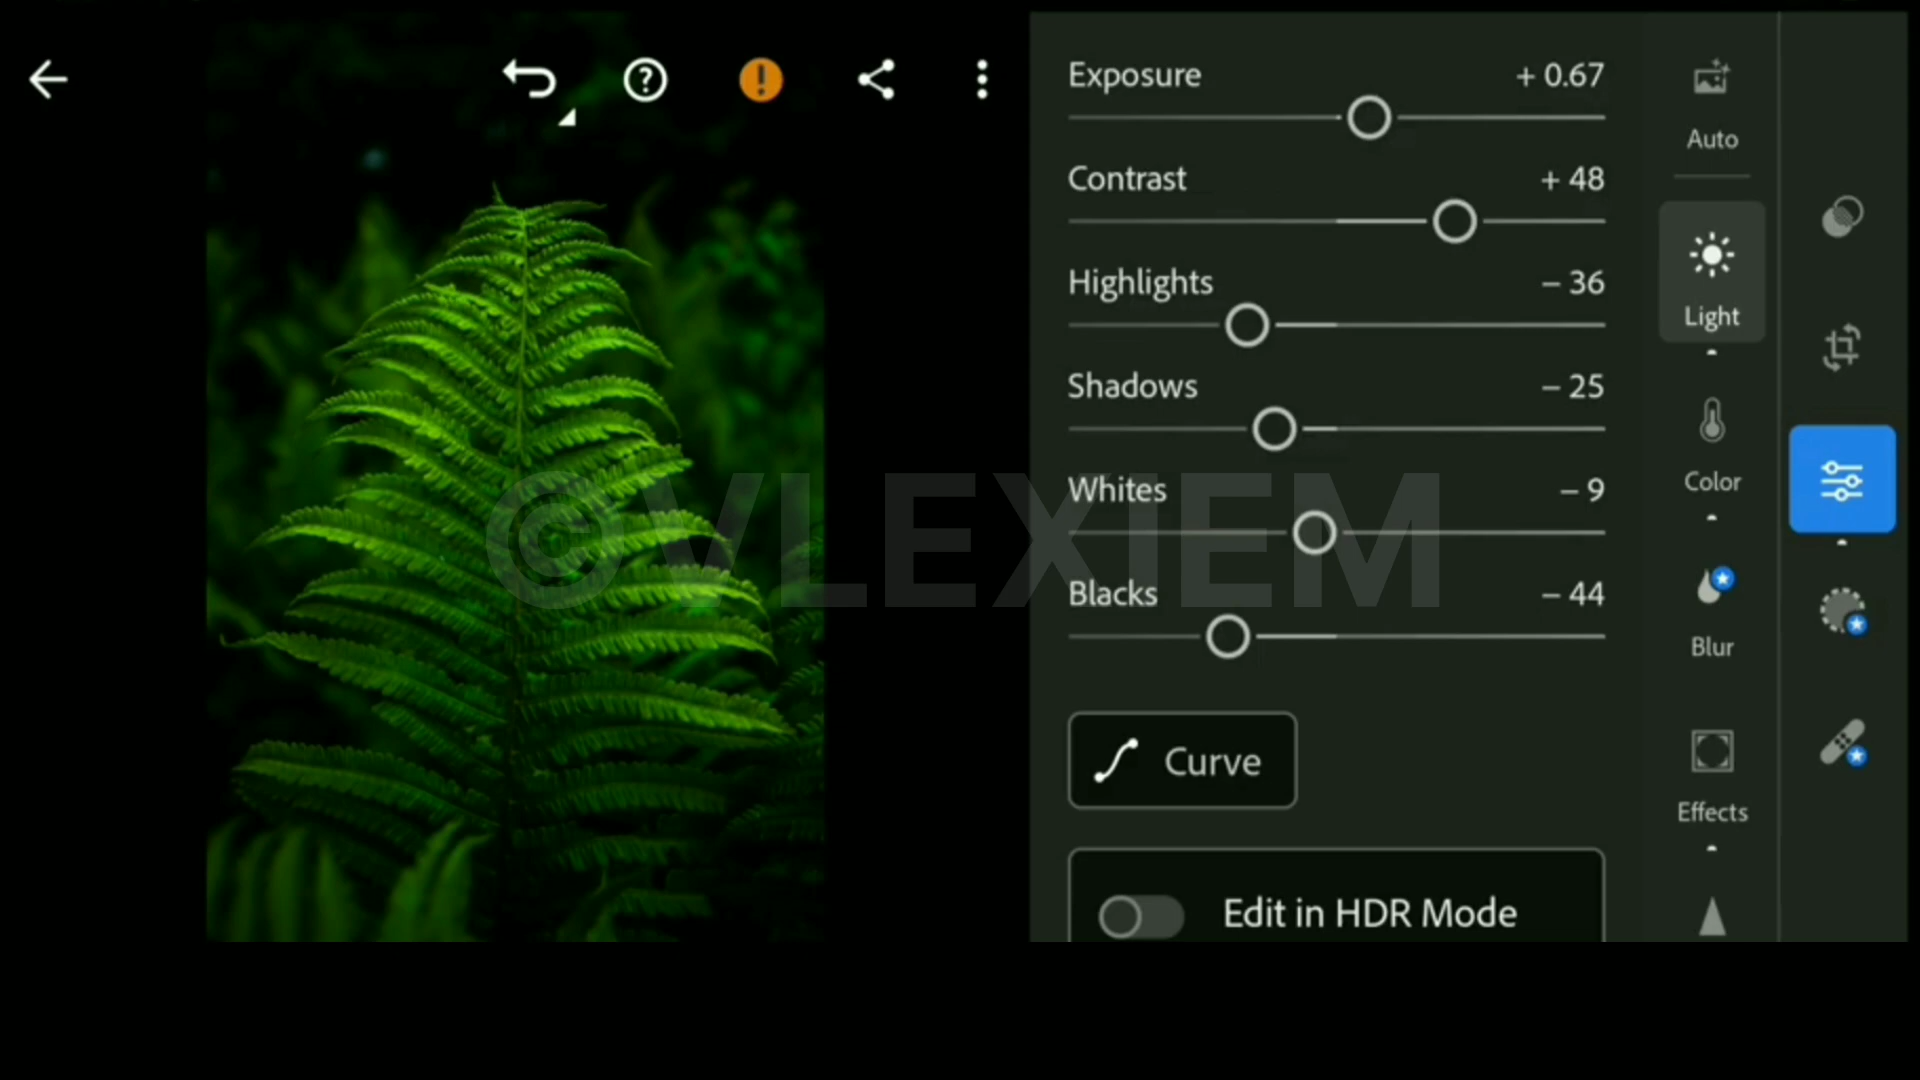 Exposure + 0.67
Auto
Contrast + 48
Highlights – 36
Light
Shadows – 25
Color
Whites – 9
©VLEXIEM
Blacks – 44
Blur
Curve
Effects
Edit in HDR Mode